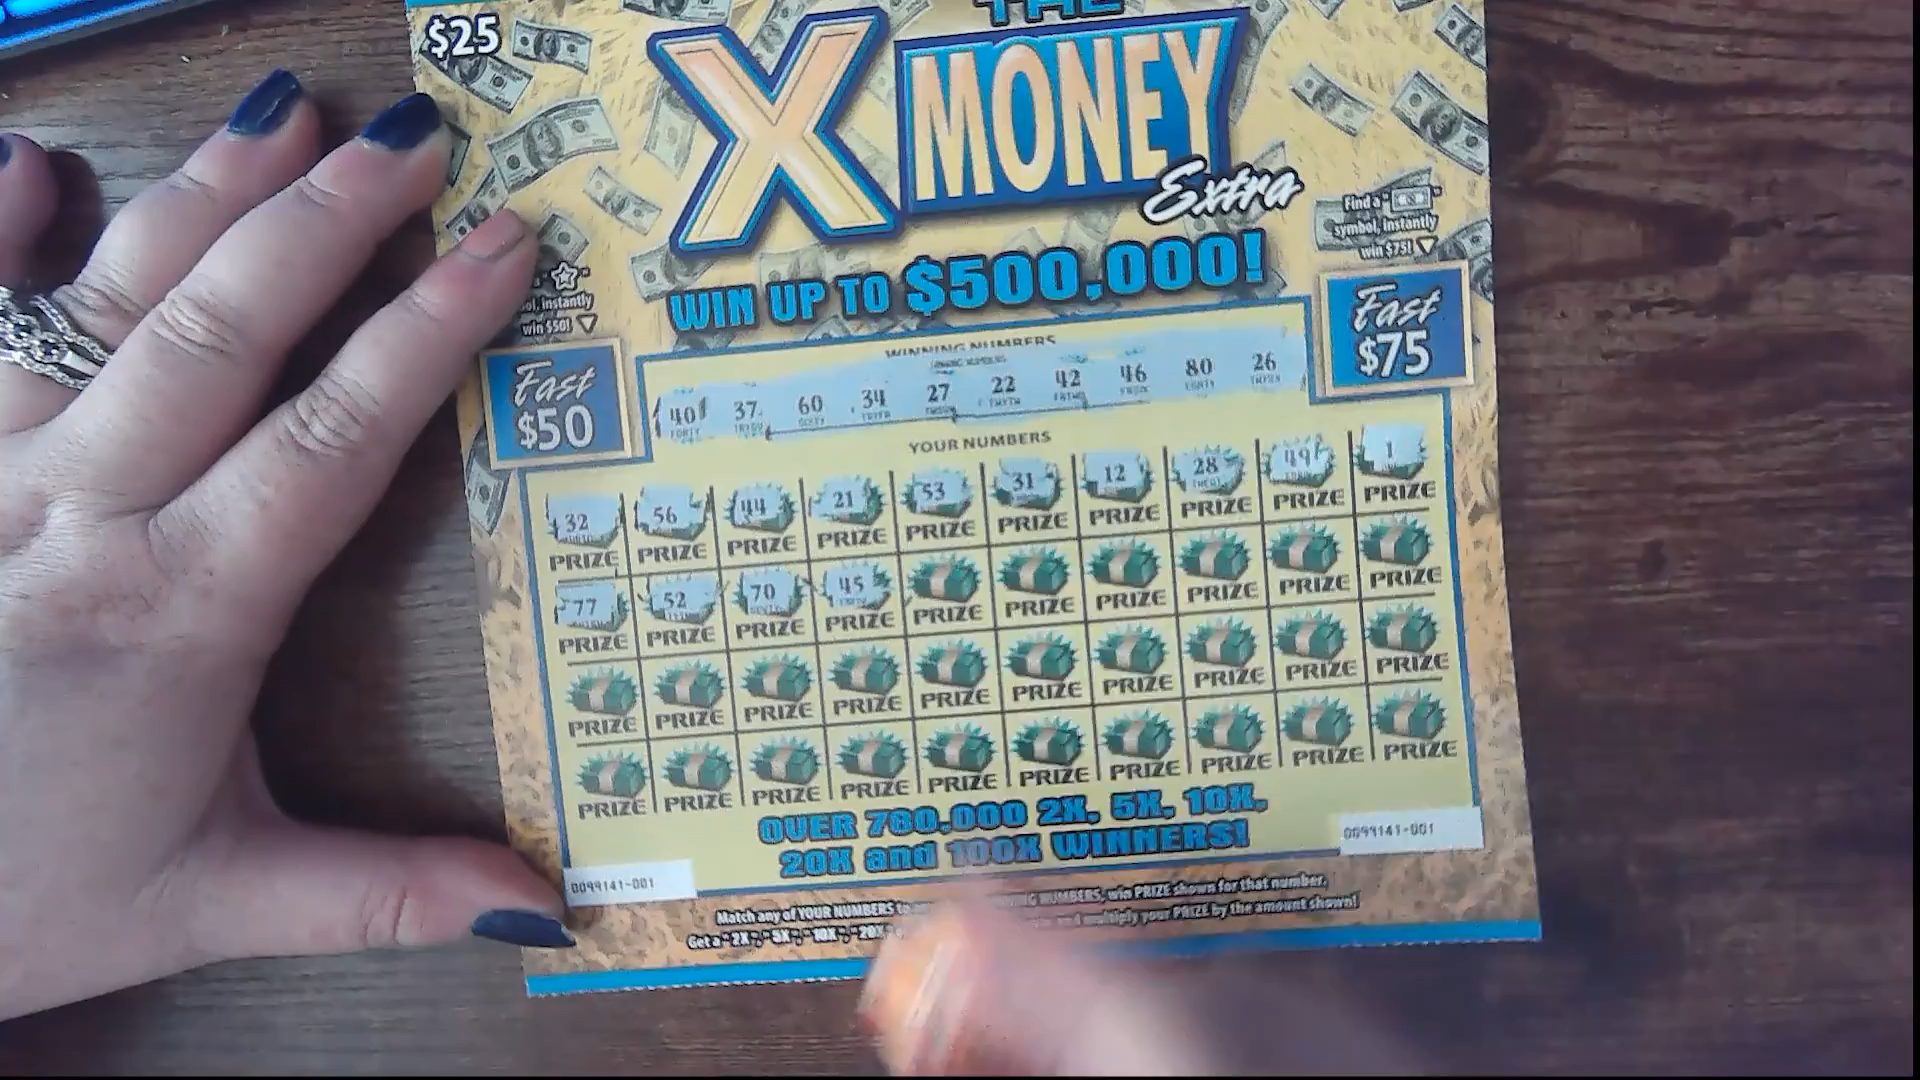 $25
THE
X MONEY
Extra
WIN UP TO $500,000!
instantly
win $50!
Find a " "
symbol, instantly
win $75!
Fast
$50
Fast
$75
WINNING NUMBERS
40 37 60 34 27 22 42 46 80 26
YOUR NUMBERS
32 56 44 21 53 31 12 28 49 1
PRIZE PRIZE PRIZE PRIZE PRIZE PRIZE PRIZE PRIZE PRIZE PRIZE
77 52 70 45
PRIZE PRIZE PRIZE PRIZE PRIZE PRIZE PRIZE PRIZE PRIZE PRIZE
PRIZE PRIZE PRIZE PRIZE PRIZE PRIZE PRIZE PRIZE PRIZE PRIZE
PRIZE PRIZE PRIZE PRIZE PRIZE PRIZE PRIZE PRIZE PRIZE PRIZE
OVER 780,000 2X, 5X, 10X,
20X and 100X WINNERS!
0099141-001
0099141-001
Match any of YOUR NUMBERS to NUMBERS, win PRIZE shown for that number.
Get a "2X", "5X", "10X", "20X" and multiply your PRIZE by the amount shown!